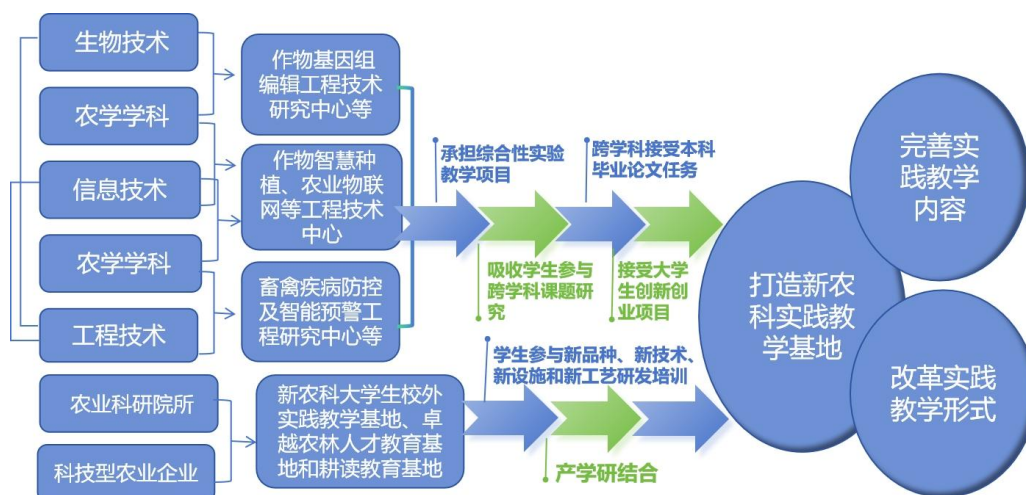 生物技术
农学学科
信息技术
农学学科
工程技术
农业科研院所
科技型农业企业
作物基因组
编辑工程技术
研究中心等
作物智慧种
植、农业物联
网等工程技术
中心
畜禽疾病防控
及智能预警工
程研究中心等
新农科大学生校外
实践教学基地、卓
越农林人才教育基
地和耕读教育基地
承担综合性实验
教学项目
跨学科接受本科
毕业论文任务
吸收学生参与
跨学科课题研
究
接受大学
生创新创
业项目
学生参与新品种、新技术、
新设施和新工艺研发培训
产学研结合
打造新农
科实践教
学基地
完善实
践教学
内容
改革实践
教学形式